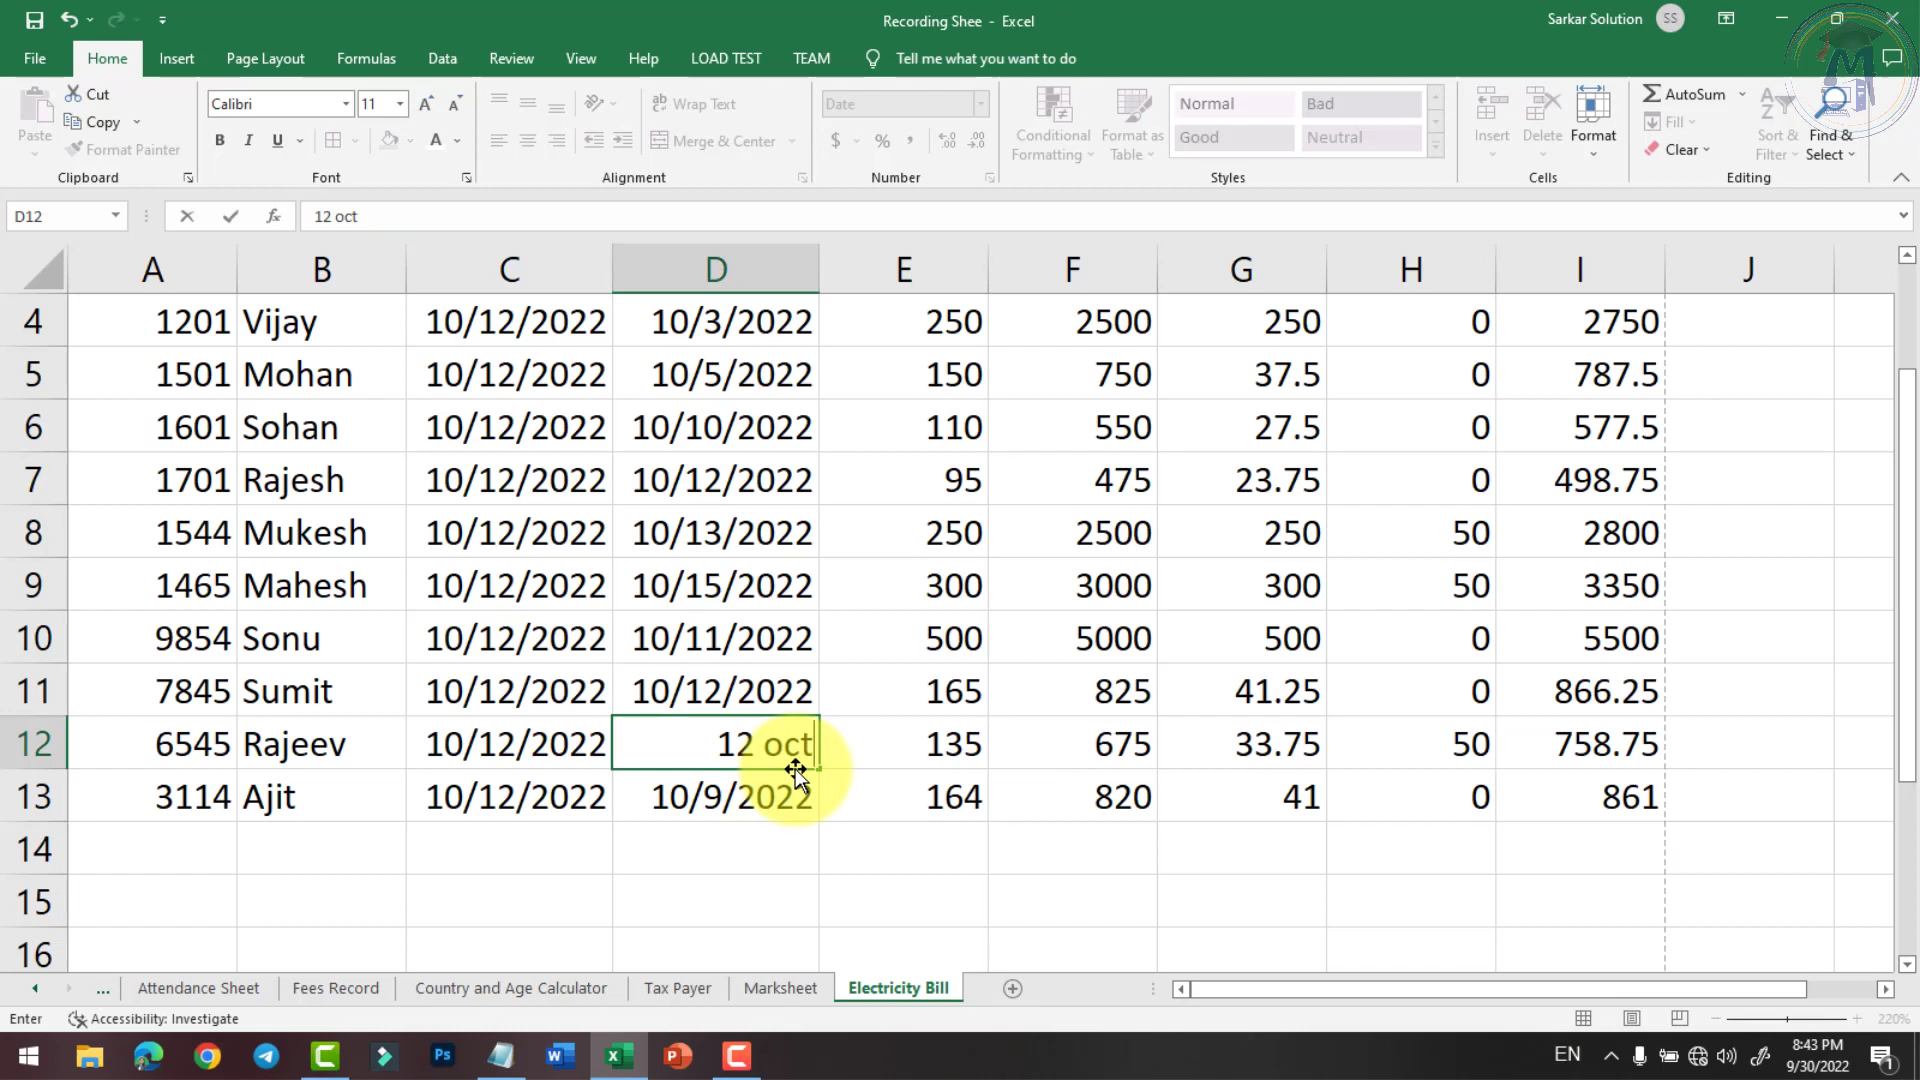 Recording Shee - Excel
Sarkar Solution SS
File Home Insert Page Layout Formulas Data Review View Help LOAD TEST TEAM Tell me what you want to do
Paste
Cut
Copy
Format Painter
Clipboard
Calibri 11
B I U
Font
ab Wrap Text
Merge & Center
Alignment
Date
$ % ,
Number
Conditional Formatting
Format as Table
Normal Bad
Good Neutral
Styles
Insert Delete Format
Cells
AutoSum
Fill
Clear
Sort & Filter
Find & Select
Editing
D12 fx 12 oct
A B C D E F G H I J
4 1201 Vijay 10/12/2022 10/3/2022 250 2500 250 0 2750
5 1501 Mohan 10/12/2022 10/5/2022 150 750 37.5 0 787.5
6 1601 Sohan 10/12/2022 10/10/2022 110 550 27.5 0 577.5
7 1701 Rajesh 10/12/2022 10/12/2022 95 475 23.75 0 498.75
8 1544 Mukesh 10/12/2022 10/13/2022 250 2500 250 50 2800
9 1465 Mahesh 10/12/2022 10/15/2022 300 3000 300 50 3350
10 9854 Sonu 10/12/2022 10/11/2022 500 5000 500 0 5500
11 7845 Sumit 10/12/2022 10/12/2022 165 825 41.25 0 866.25
12 6545 Rajeev 10/12/2022 12 oct 135 675 33.75 50 758.75
13 3114 Ajit 10/12/2022 10/9/2022 164 820 41 0 861
14
15
16
... Attendance Sheet Fees Record Country and Age Calculator Tax Payer Marksheet Electricity Bill
Enter Accessibility: Investigate 220%
EN 8:43 PM
9/30/2022 1